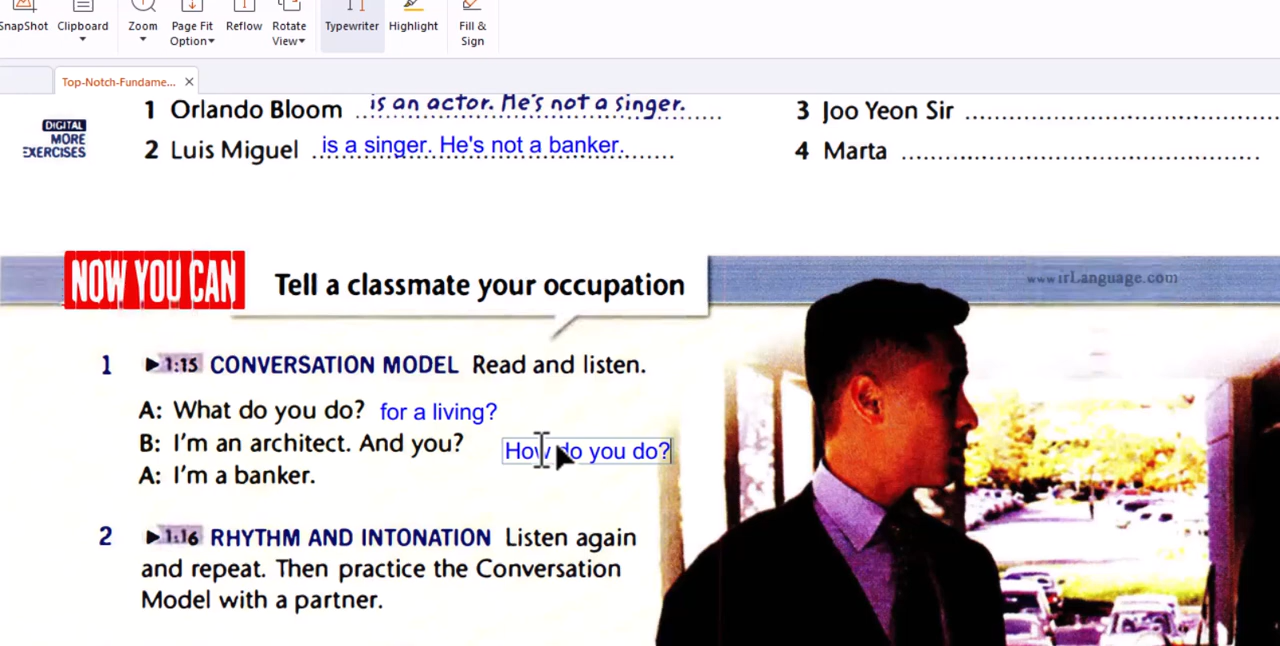 SnapShot Clipboard Zoom Page Fit Option Reflow Rotate View Typewriter Highlight Fill & Sign
Top-Notch-Fundame...
DIGITAL
MORE
EXERCISES
1 Orlando Bloom is an actor. He's not a singer.
2 Luis Miguel is a singer. He's not a banker.
3 Joo Yeon Sir
4 Marta
NOW YOU CAN Tell a classmate your occupation
www.irLanguage.com
1 1:15 CONVERSATION MODEL Read and listen.
A: What do you do? for a living?
B: I'm an architect. And you? How do you do?
A: I'm a banker.
2 1:16 RHYTHM AND INTONATION Listen again
and repeat. Then practice the Conversation
Model with a partner.